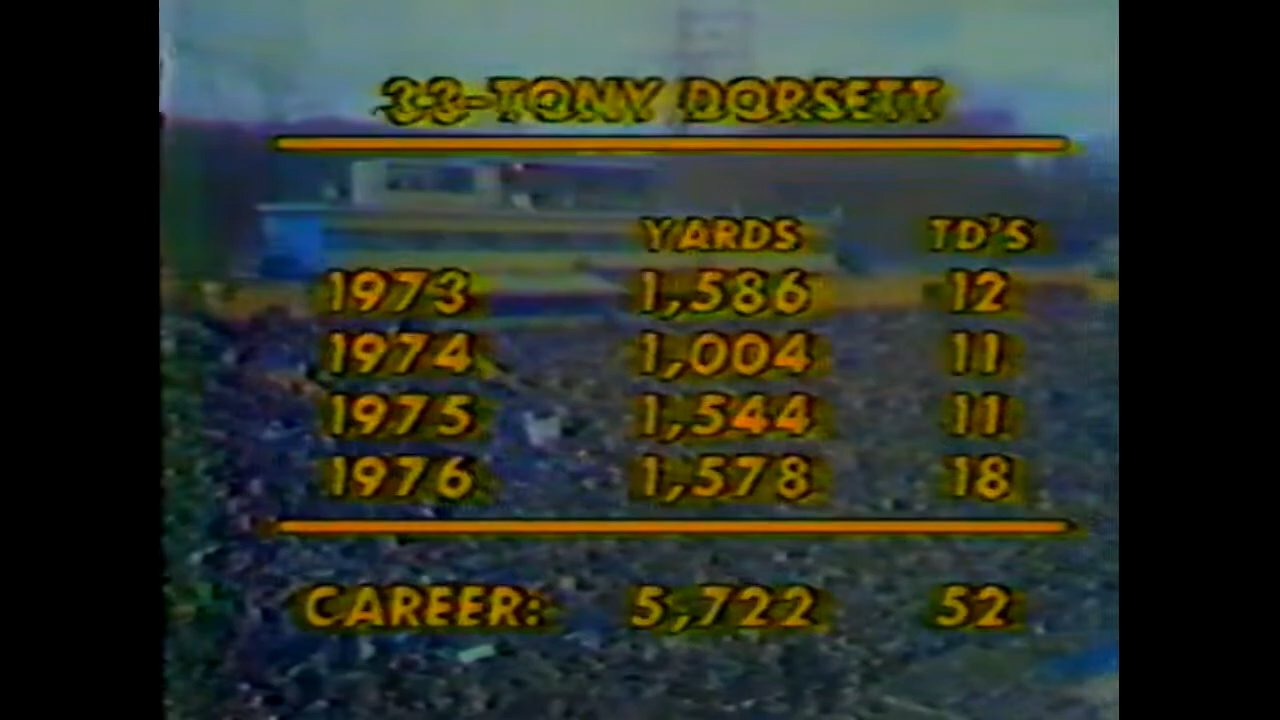 33-TONY DORSETT
YARDS TD'S
1973 1,586 12
1974 1,004 11
1975 1,544 11
1976 1,578 18
CAREER: 5,722 52